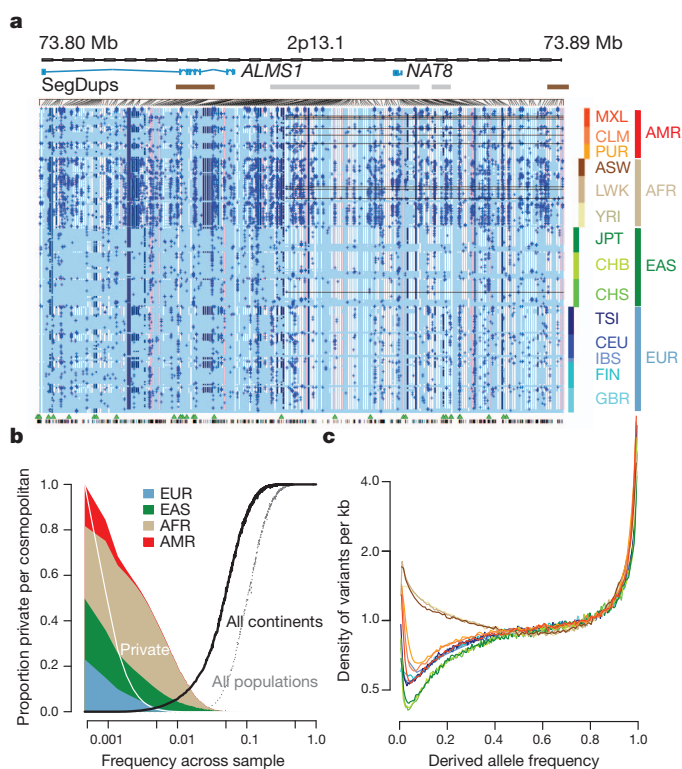 a
73.80 Mb 2p13.1 73.89 Mb
ALMS1 NAT8
SegDups
MXL
CLM
PUR
AMR
ASW
LWK
YRI
AFR
JPT
CHB
CHS
EAS
TSI
CEU
IBS
FIN
GBR
EUR
b
Proportion private per cosmopolitan
1.0
0.8
0.6
0.4
0.2
0.0
EUR
EAS
AFR
AMR
Private
All continents
All populations
0.001 0.01 0.1 1.0
Frequency across sample
c
Density of variants per kb
4.0
2.0
1.0
0.5
0.0 0.2 0.4 0.6 0.8 1.0
Derived allele frequency